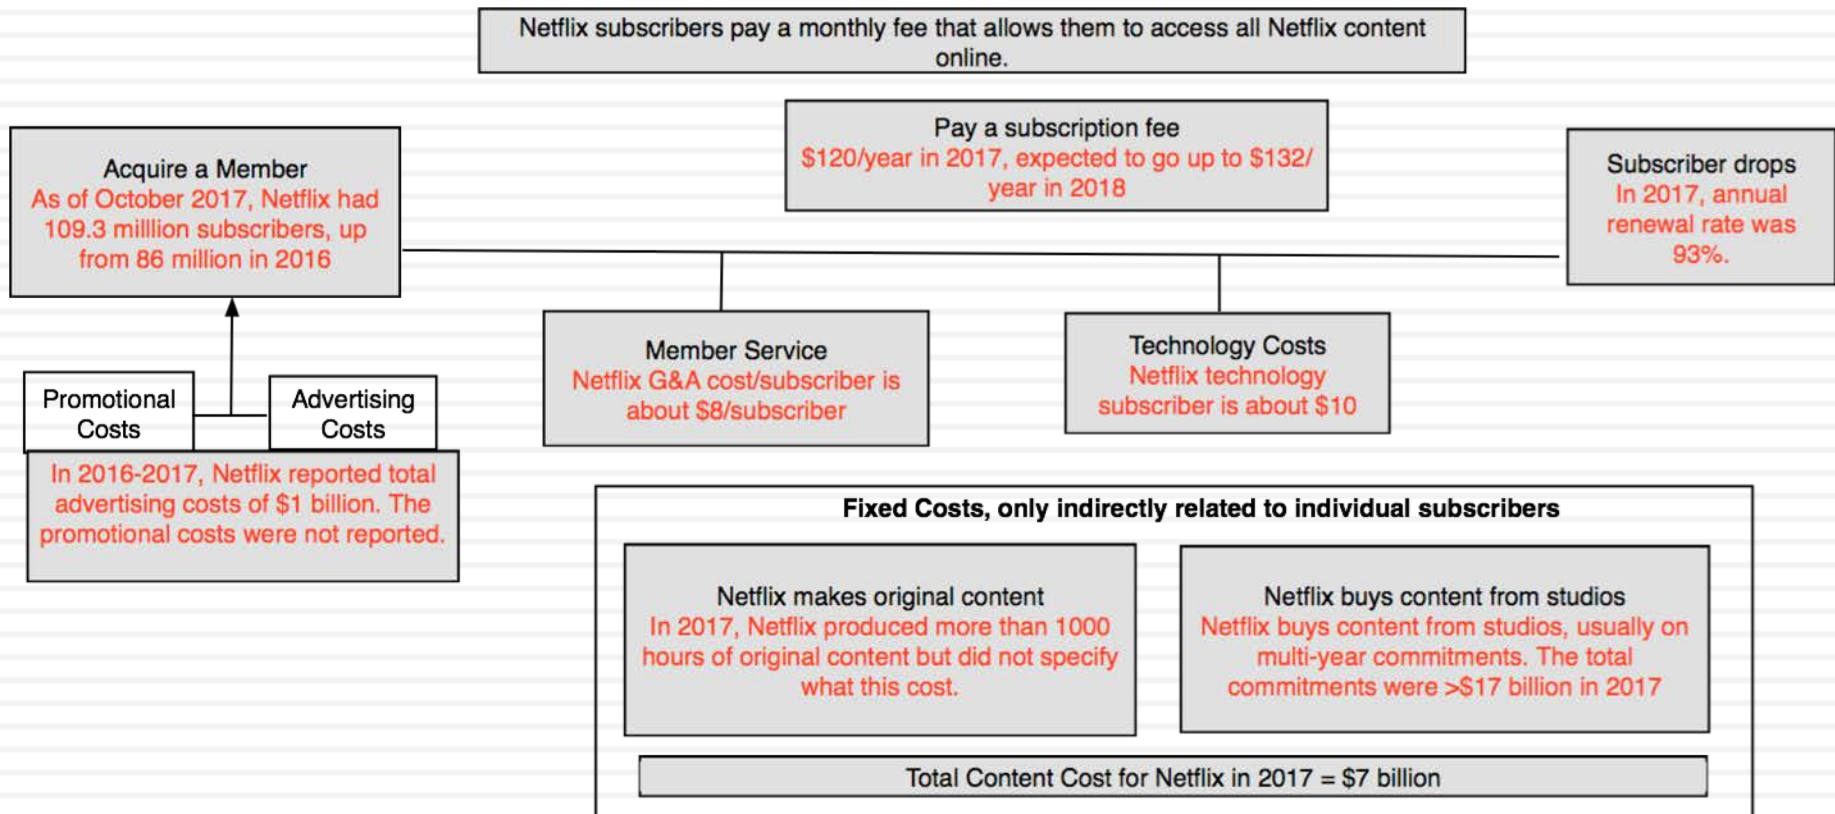 Netflix subscribers pay a monthly fee that allows them to access all Netflix content
online.
Pay a subscription fee
$120/year in 2017, expected to go up to $132/
year in 2018
Acquire a Member
As of October 2017, Netflix had
109.3 milllion subscribers, up
from 86 million in 2016
Subscriber drops
In 2017, annual
renewal rate was
93%.
Member Service
Netflix G&A cost/subscriber is
about $8/subscriber
Technology Costs
Netflix technology
subscriber is about $10
Promotional
Costs
Advertising
Costs
In 2016-2017, Netflix reported total
advertising costs of $1 billion. The
promotional costs were not reported.
Fixed Costs, only indirectly related to individual subscribers
Netflix makes original content
In 2017, Netflix produced more than 1000
hours of original content but did not specify
what this cost.
Netflix buys content from studios
Netflix buys content from studios, usually on
multi-year commitments. The total
commitments were >$17 billion in 2017
Total Content Cost for Netflix in 2017 = $7 billion